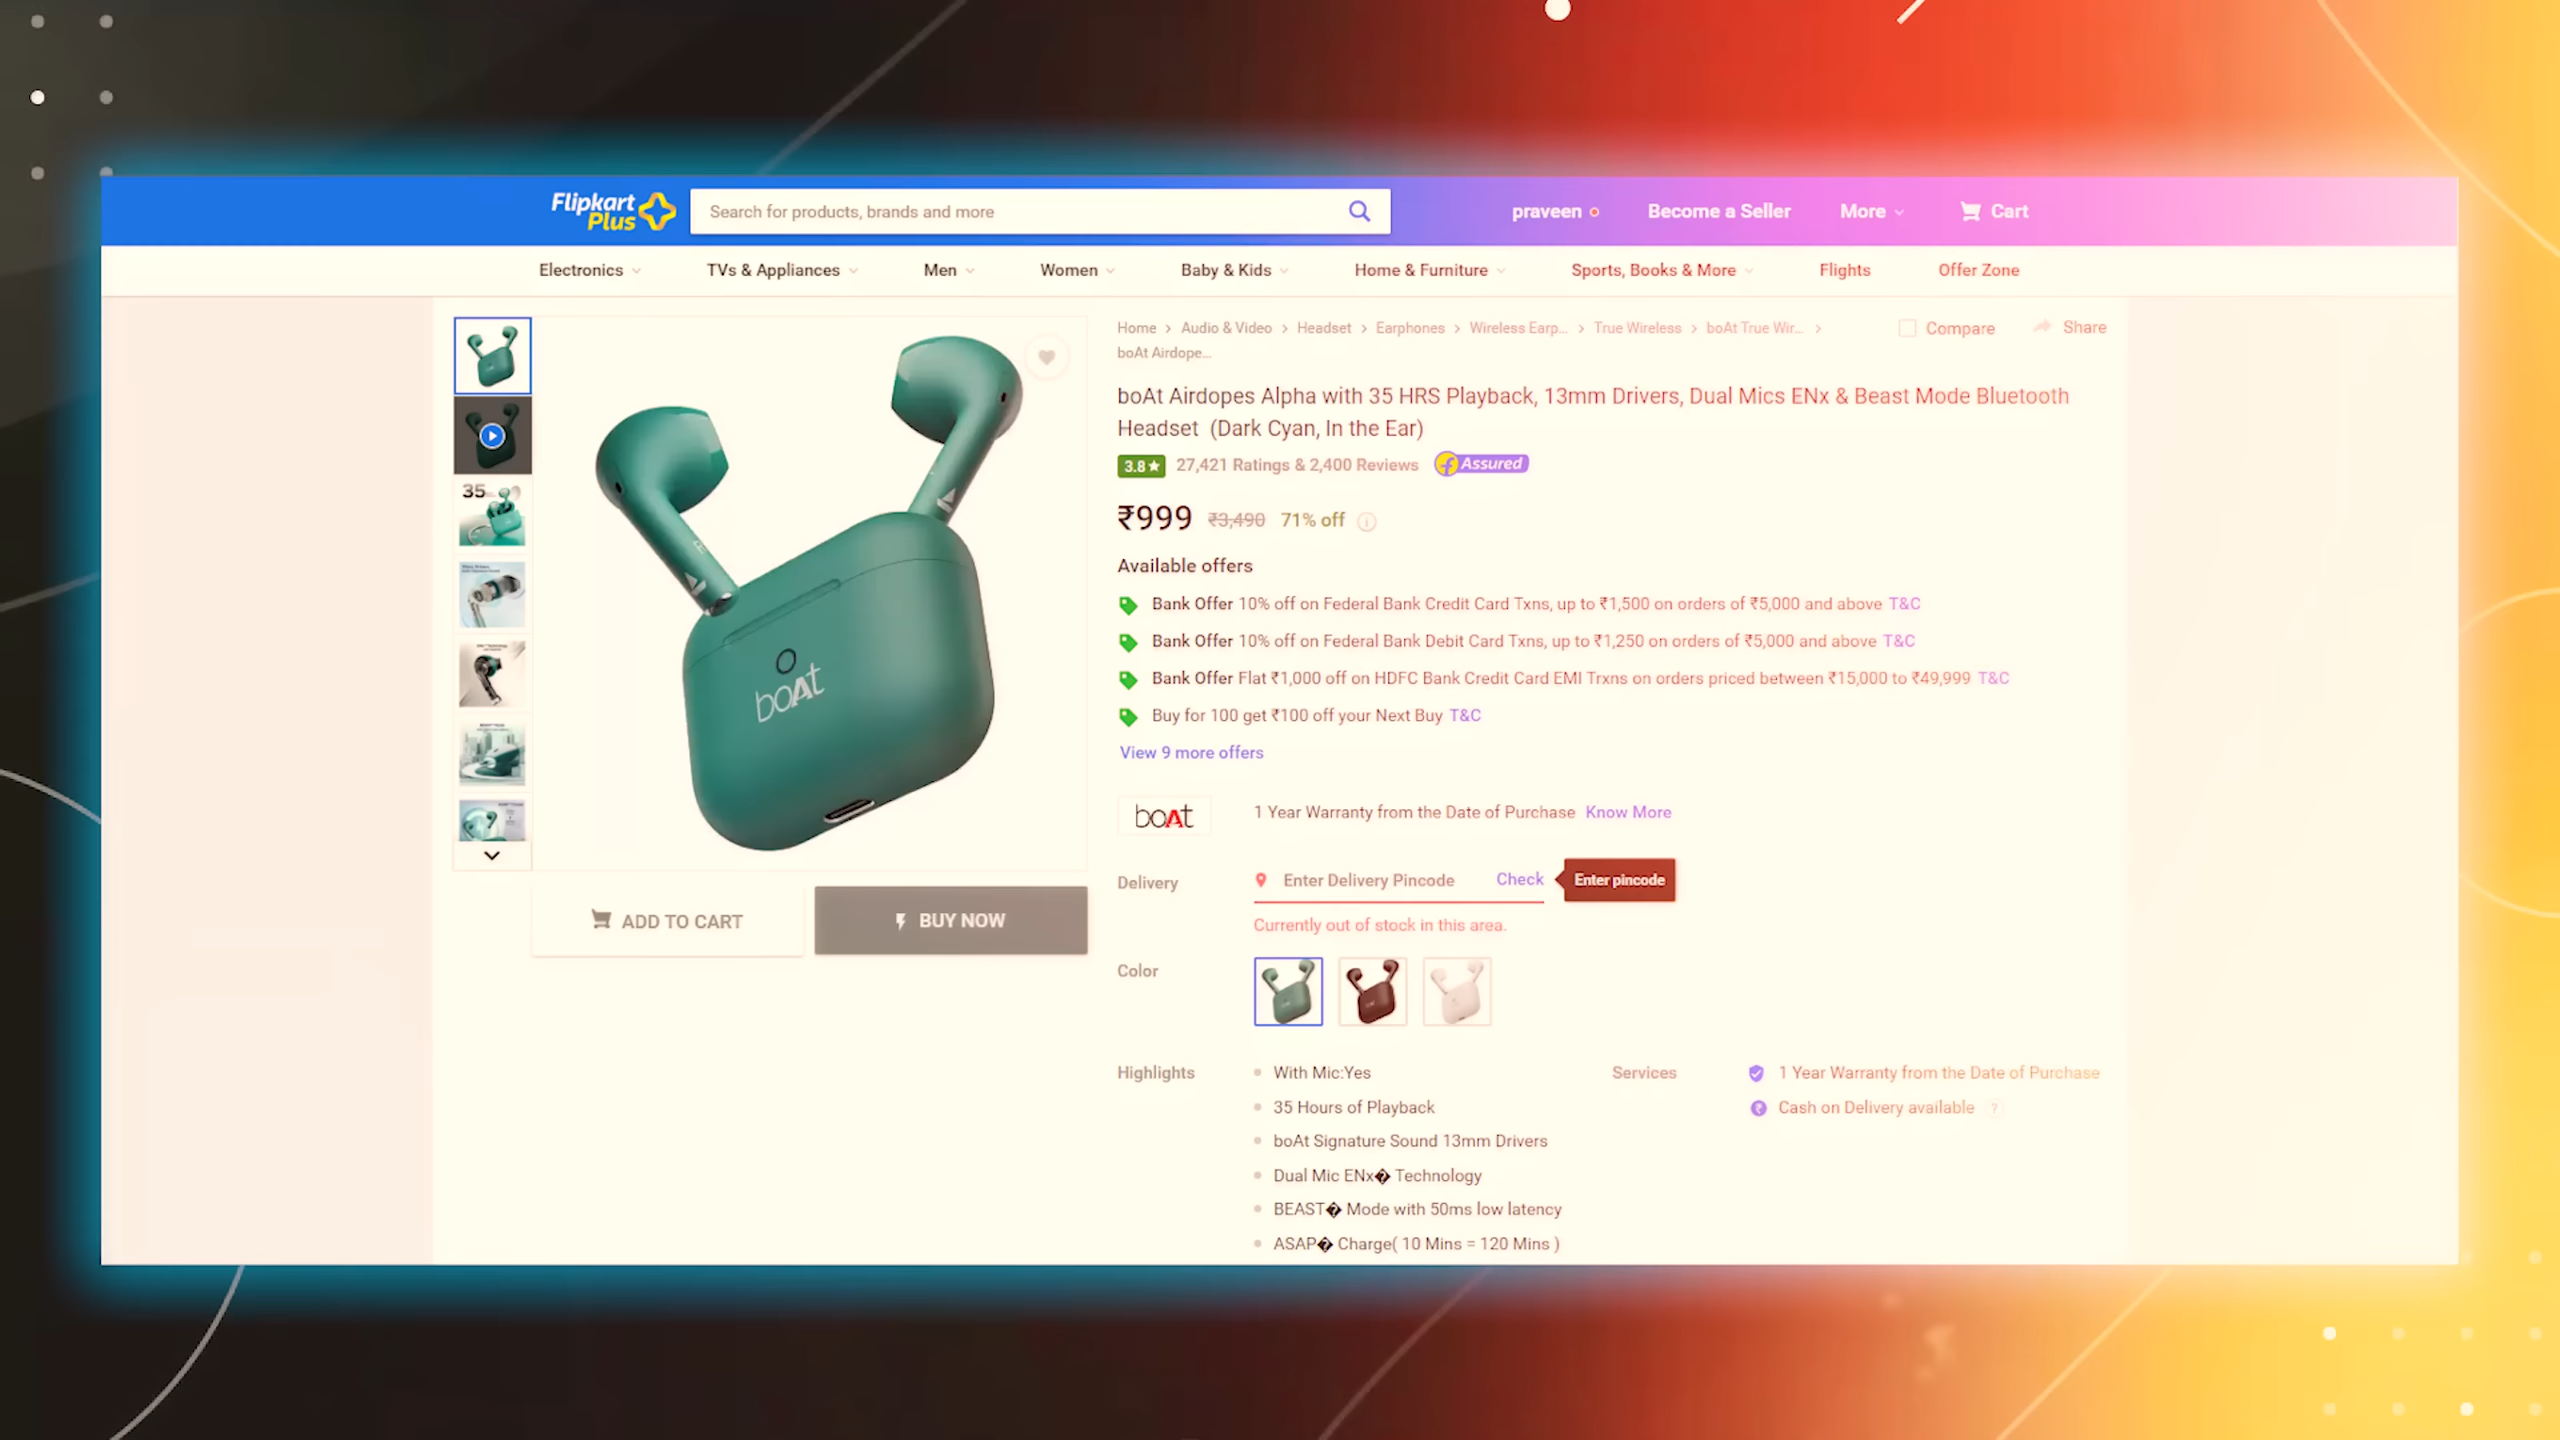 Flipkart
Plus
Search for products, brands and more
praveen
Become a Seller
More
Cart
Electronics
TVs & Appliances
Men
Women
Baby & Kids
Home & Furniture
Sports, Books & More
Flights
Offer Zone
Home > Audio & Video > Headset > Earphones > Wireless Earp... > True Wireless > boAt True Wir... >
boAt Airdope...
Compare
Share
boAt Airdopes Alpha with 35 HRS Playback, 13mm Drivers, Dual Mics ENx & Beast Mode Bluetooth
Headset (Dark Cyan, In the Ear)
3.8★ 27,421 Ratings & 2,400 Reviews
Assured
₹999 ₹3,490 71% off
Available offers
Bank Offer 10% off on Federal Bank Credit Card Txns, up to ₹1,500 on orders of ₹5,000 and above T&C
Bank Offer 10% off on Federal Bank Debit Card Txns, up to ₹1,250 on orders of ₹5,000 and above T&C
Bank Offer Flat ₹1,000 off on HDFC Bank Credit Card EMI Trxns on orders priced between ₹15,000 to ₹49,999 T&C
Buy for 100 get ₹100 off your Next Buy T&C
View 9 more offers
35
boAt
boAt
1 Year Warranty from the Date of Purchase Know More
Delivery
Enter Delivery Pincode
Check
Enter pincode
Currently out of stock in this area.
ADD TO CART
BUY NOW
Color
Highlights
With Mic:Yes
35 Hours of Playback
boAt Signature Sound 13mm Drivers
Dual Mic ENx� Technology
BEAST� Mode with 50ms low latency
ASAP� Charge( 10 Mins = 120 Mins )
Services
1 Year Warranty from the Date of Purchase
Cash on Delivery available ?